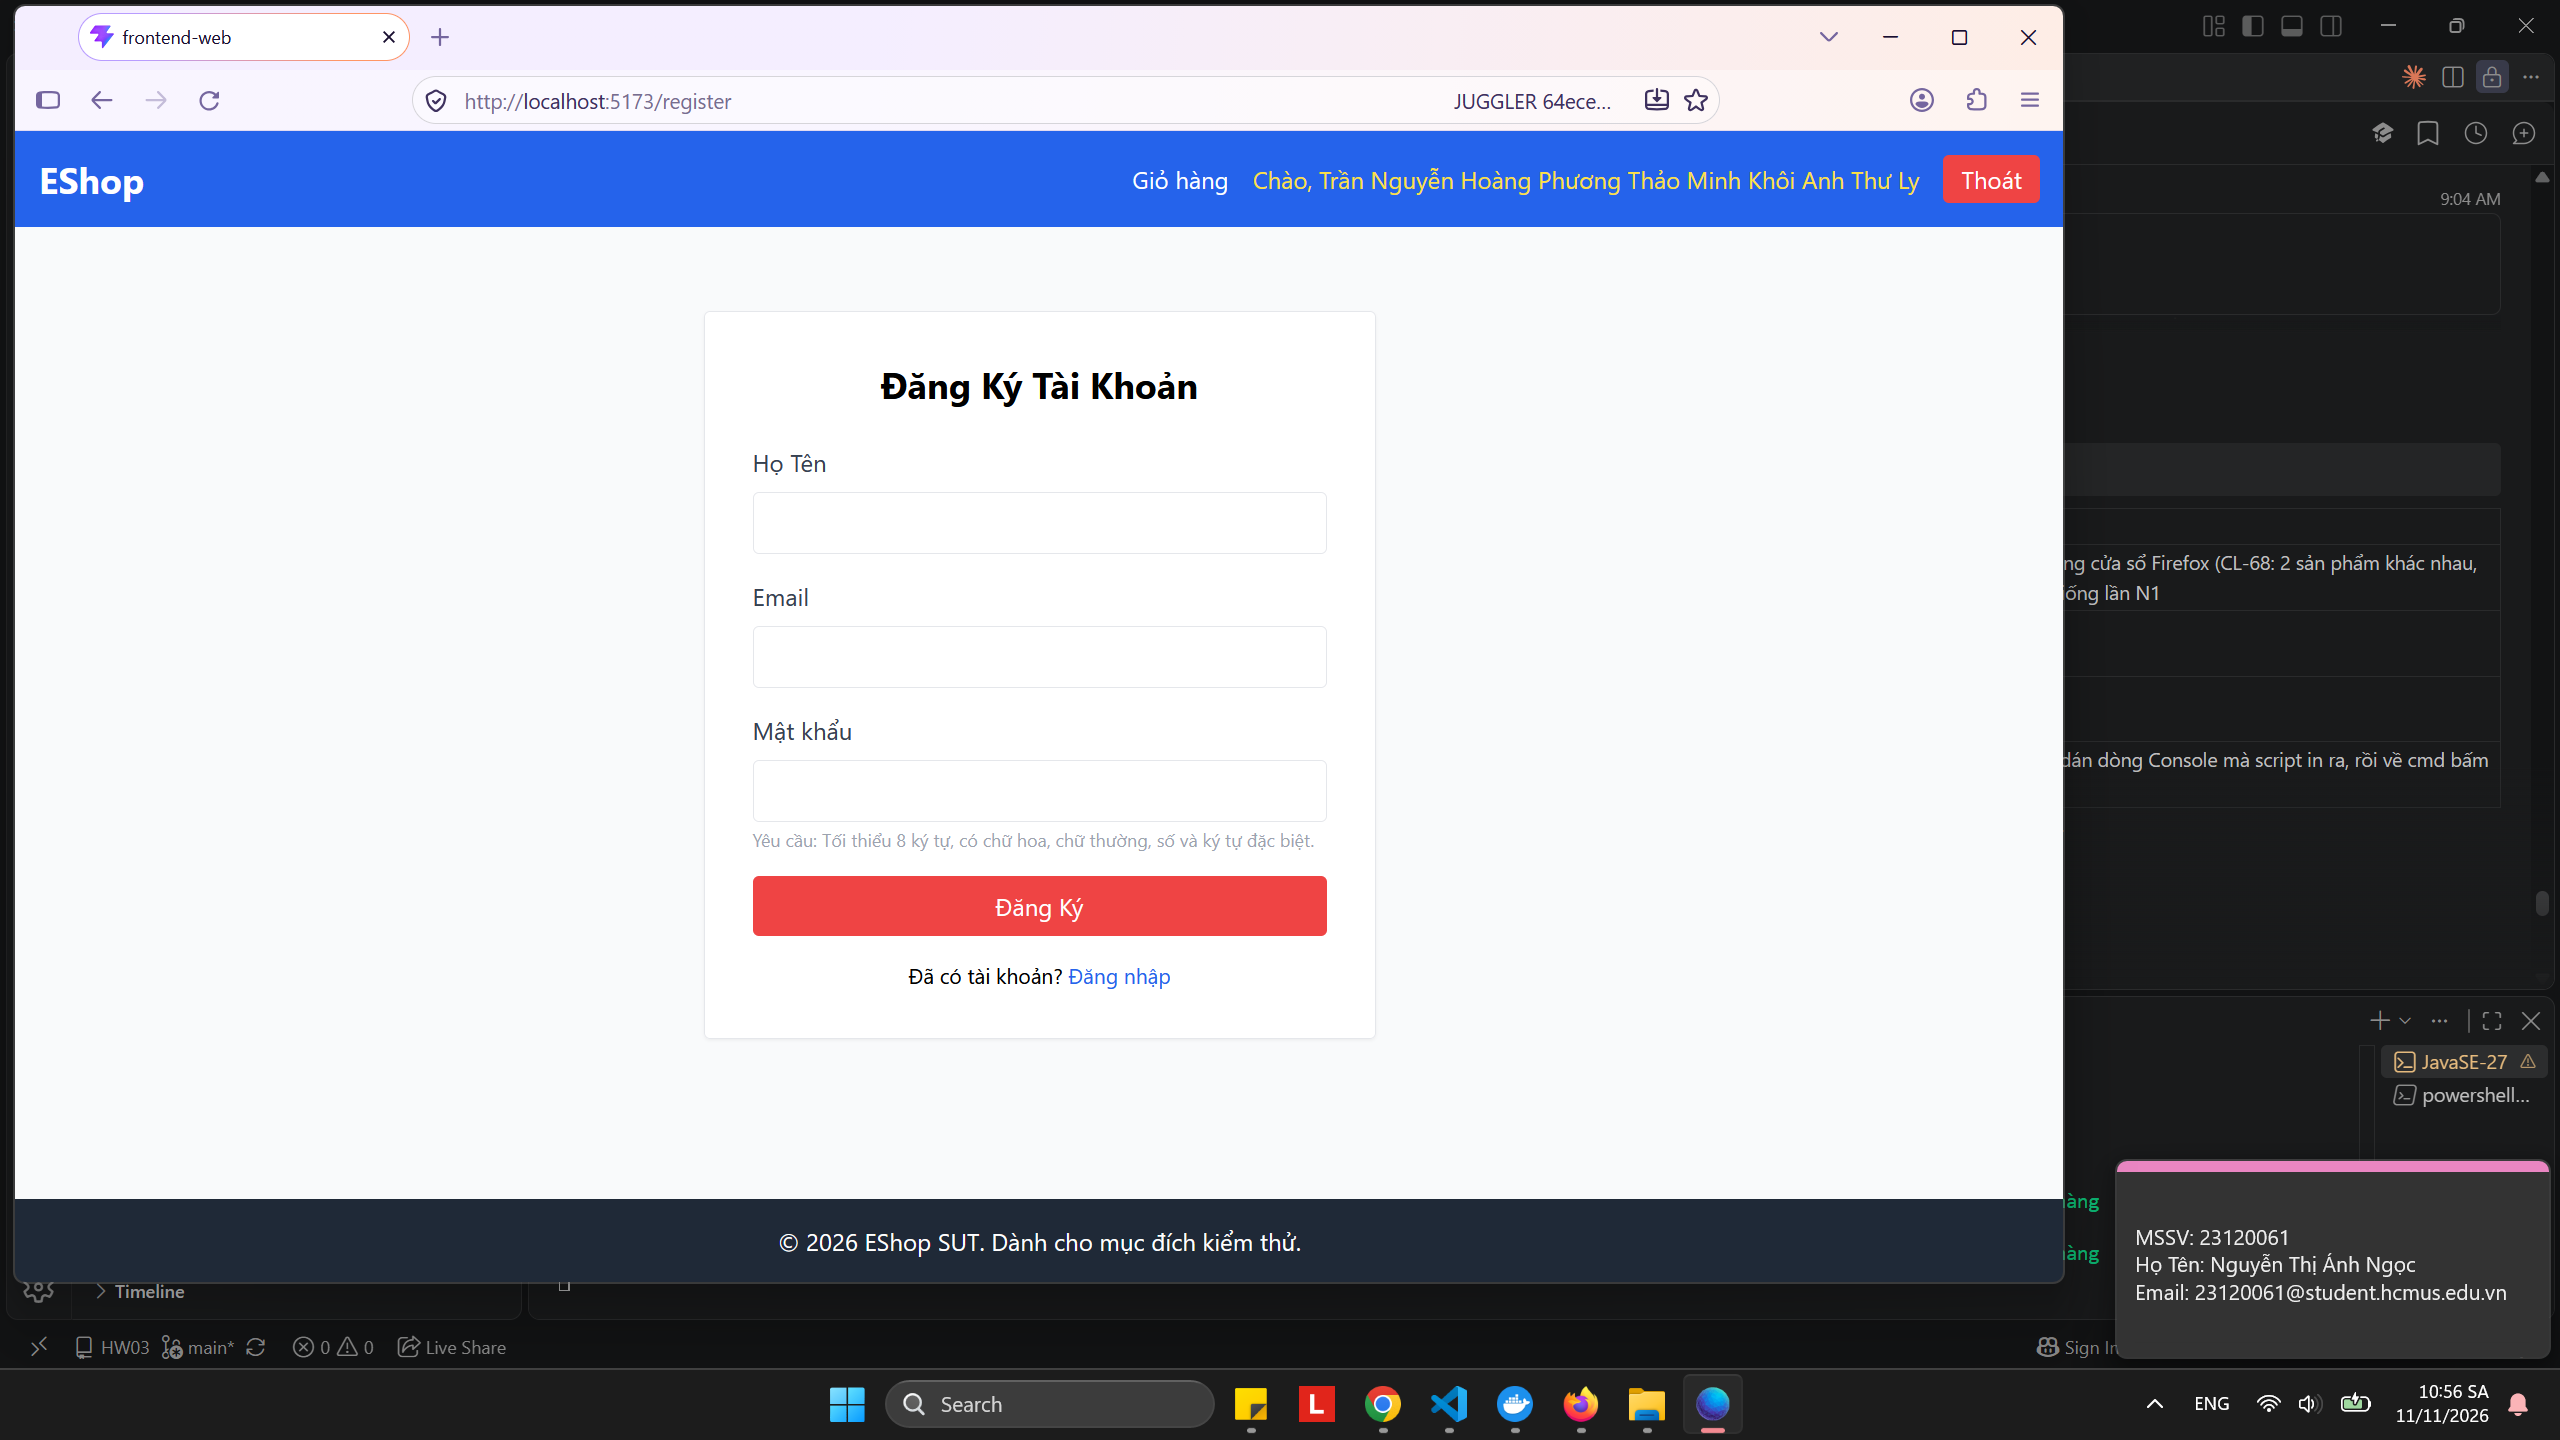 frontend-web
http://localhost:5173/register
JUGGLER 64ece...
EShop
Giỏ hàng
Chào, Trần Nguyễn Hoàng Phương Thảo Minh Khôi Anh Thư Ly
Thoát
9:04 AM
Đăng Ký Tài Khoản
Họ Tên
Email
Mật khẩu
Yêu cầu: Tối thiểu 8 ký tự, có chữ hoa, chữ thường, số và ký tự đặc biệt.
Đăng Ký
Đã có tài khoản? Đăng nhập
© 2026 EShop SUT. Dành cho mục đích kiểm thử.
cửa sổ Firefox (CL-68: 2 sản phẩm khác nhau,
lần N1
dán dòng Console mà script in ra, rồi về cmd bấm
JavaSE-27
powershell...
MSSV: 23120061
Họ Tên: Nguyễn Thị Ánh Ngọc
Email: 23120061@student.hcmus.edu.vn
Timeline
HW03
main*
0
0
Live Share
Sign In
Search
L
ENG
10:56 SA
11/11/2026